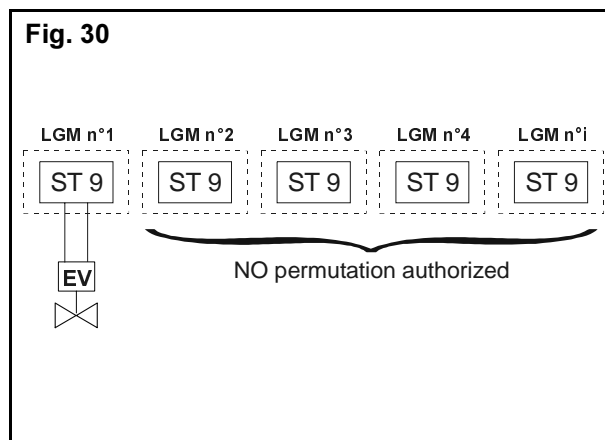 Fig. 30
LGM n°1 LGM n°2 LGM n°3 LGM n°4 LGM n°i
ST 9 ST 9 ST 9 ST 9 ST 9
NO permutation authorized
EV